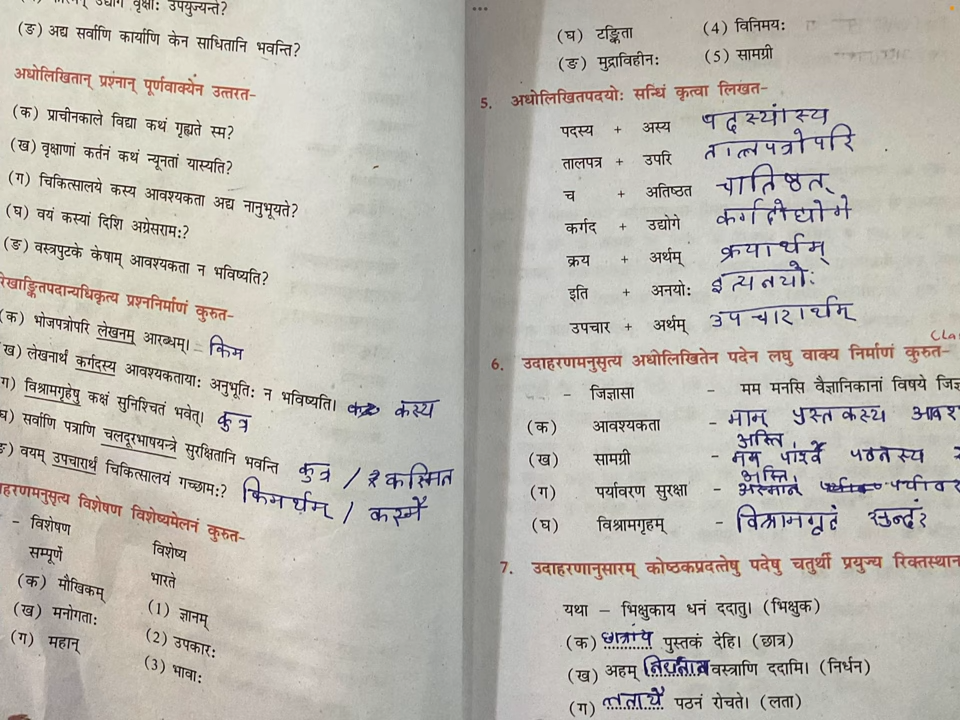 उद्योगे वृक्षाः उपयुज्यन्ते?
(ङ) अद्य सर्वाणि कार्याणि केन साधितानि भवन्ति?
अधोलिखितान् प्रश्नान् पूर्णवाक्येन उत्तरत–
(क) प्राचीनकाले विद्या कथं गृह्यते स्म?
(ख) वृक्षाणां कर्तनं कथं न्यूनतां यास्यति?
(ग) चिकित्सालये कस्य आवश्यकता अद्य नानुभूयते?
(घ) वयं कस्यां दिशि अग्रेसरामः?
(ङ) वस्त्रपुटके केषाम् आवश्यकता न भविष्यति?
रेखाङ्कितपदान्यधिकृत्य प्रश्ननिर्माणं कुरुत–
(क) भोजपत्रोपरि लेखनम् आरब्धम्। = किम
ख) लेखनार्थं कर्गदस्य आवश्यकतायाः अनुभूतिः न भविष्यति। कस्य
ग) विश्रामगृहेषु कक्षं सुनिश्चितं भवेत्। कुत्र
घ) सर्वाणि पत्राणि चलदूरभाषयन्त्रे सुरक्षितानि भवन्ति कुत्र / कस्मिन
ङ) वयम् उपचारार्थं चिकित्सालयं गच्छामः? किमर्थम् / कस्मै
हरणमनुसृत्य विशेषण विशेष्यमेलनं कुरुत–
– विशेषण विशेष्य
सम्पूर्णे भारते
(क) मौखिकम् (1) ज्ञानम्
(ख) मनोगताः (2) उपकारः
(ग) महान् (3) भावाः
(घ) टङ्किता (4) विनिमयः
(ङ) मुद्राविहीनः (5) सामग्री
5. अधोलिखितपदयोः सन्धिं कृत्वा लिखत–
पदस्य + अस्य पदस्यास्य
तालपत्र + उपरि तालपत्रोपरि
च + अतिष्ठत चातिष्ठत्
कर्गद + उद्योगे कर्गदोद्योगे
क्रय + अर्थम् क्रयार्थम्
इति + अनयोः इत्यनयोः
उपचार + अर्थम् उपचारार्थम्
6. उदाहरणमनुसृत्य अधोलिखितेन पदेन लघु वाक्य निर्माणं कुरुत–
– जिज्ञासा – मम मनसि वैज्ञानिकानां विषये
(क) आवश्यकता – माम् पुस्तकस्य
अस्ति
(ख) सामग्री – मम पार्श्वे पठनस्य
अस्ति
(ग) पर्यावरण सुरक्षा –
(घ) विश्रामगृहम् – विश्रामगृहं सुन्दरं
7. उदाहरणानुसारम् कोष्ठकप्रदत्तेषु पदेषु चतुर्थी प्रयुज्य
यथा – भिक्षुकाय धनं ददातु। (भिक्षुक)
(क) छात्राय पुस्तकं देहि। (छात्र)
(ख) अहम् निर्धनाय वस्त्राणि ददामि। (निर्धन)
(ग) लतायै पठनं रोचते। (लता)